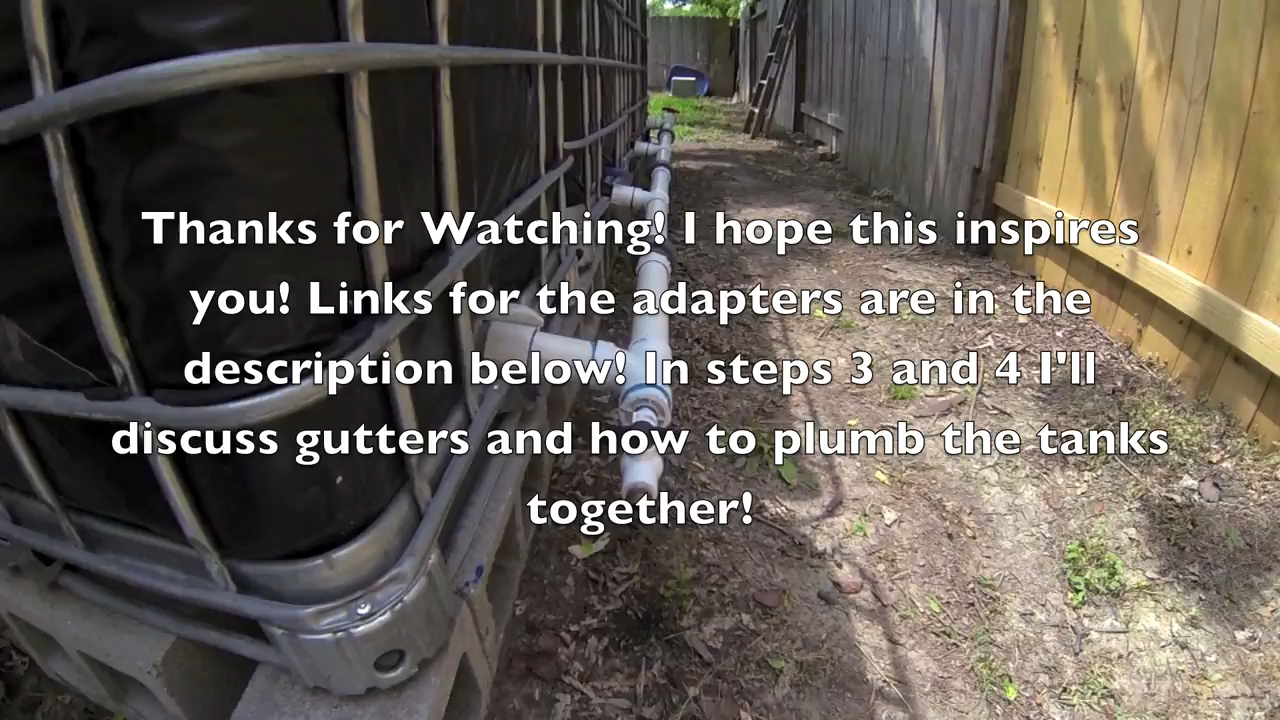 Thanks for Watching! I hope this inspires
you! Links for the adapters are in the
description below! In steps 3 and 4 I'll
discuss gutters and how to plumb the tanks
together!